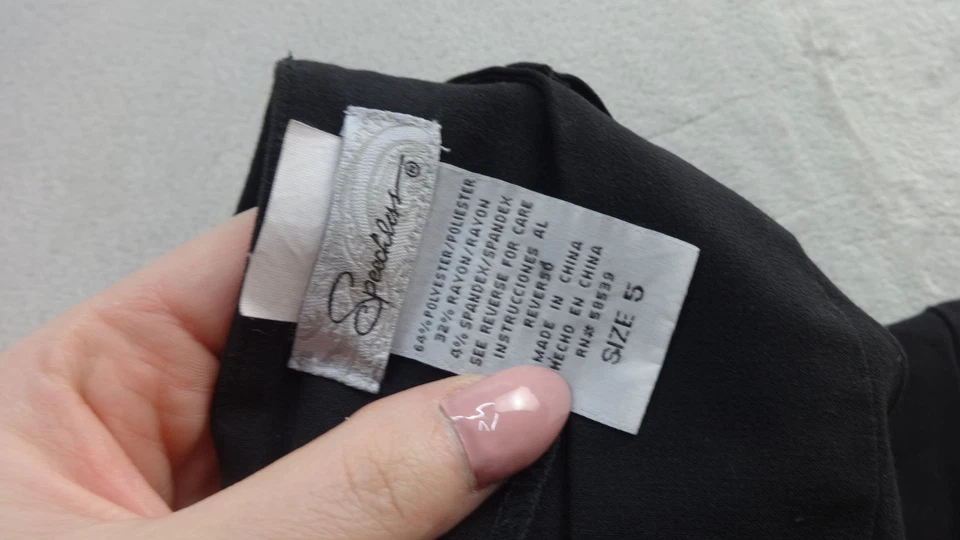 Speechless®
64% POLYESTER/POLIESTER
32% RAYON/RAYON
4% SPANDEX/SPANDEX
SEE REVERSE FOR CARE
INSTRUCCIONES AL
REVERSO
MADE IN CHINA
HECHO EN CHINA
RN# 58539
SIZE 5